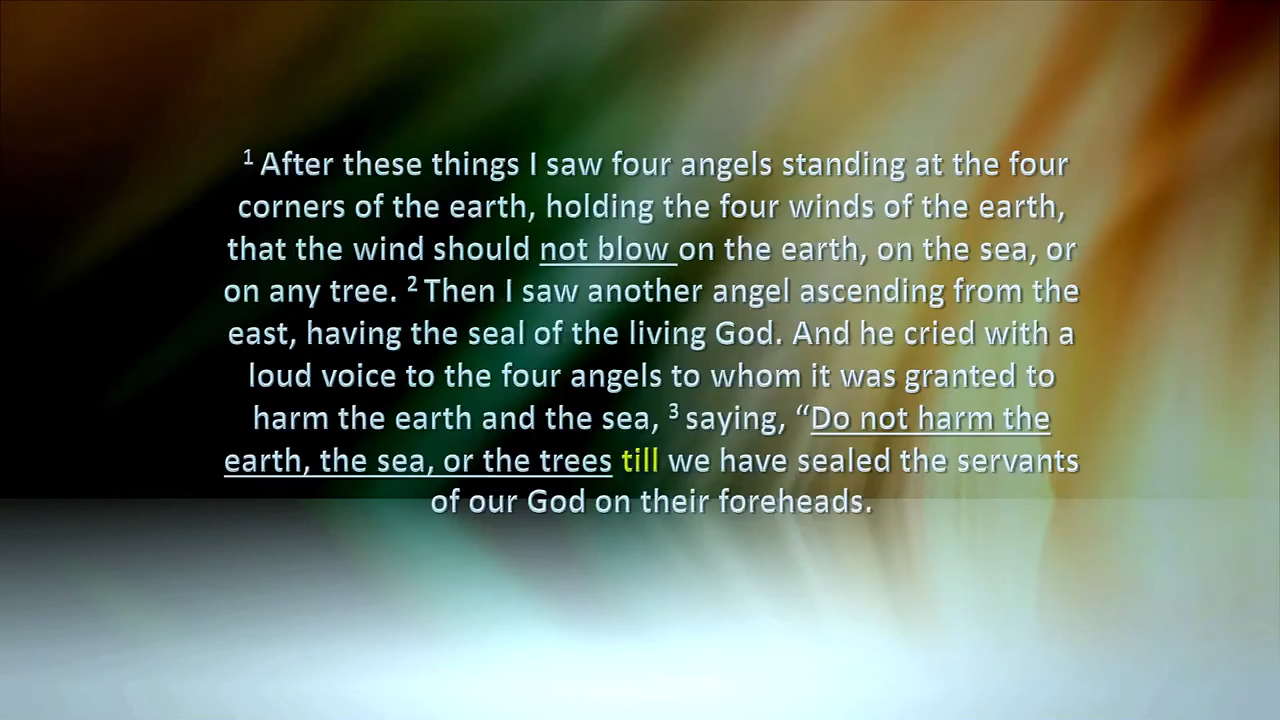 1 After these things I saw four angels standing at the four
corners of the earth, holding the four winds of the earth,
that the wind should not blow on the earth, on the sea, or
on any tree. 2 Then I saw another angel ascending from the
east, having the seal of the living God. And he cried with a
loud voice to the four angels to whom it was granted to
harm the earth and the sea, 3 saying, “Do not harm the
earth, the sea, or the trees till we have sealed the servants
of our God on their foreheads.